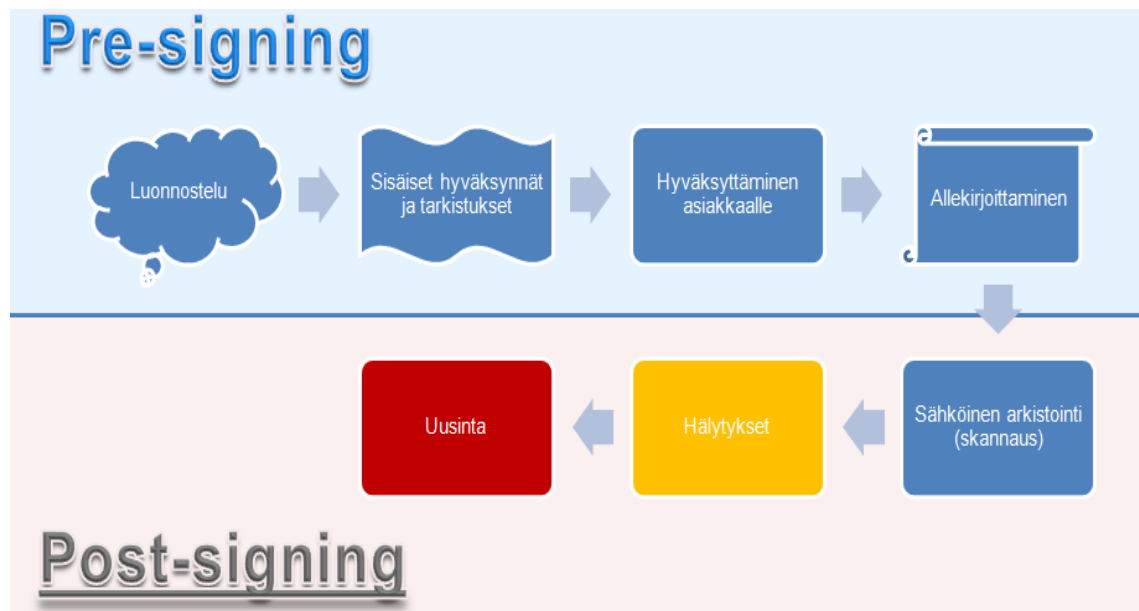 Pre-signing
Luonnostelu
Sisäiset hyväksynnät
ja tarkistukset
Hyväksyttäminen
asiakkaalle
Allekirjoittaminen
Sähköinen arkistointi
(skannaus)
Hälytykset
Uusinta
Post-signing